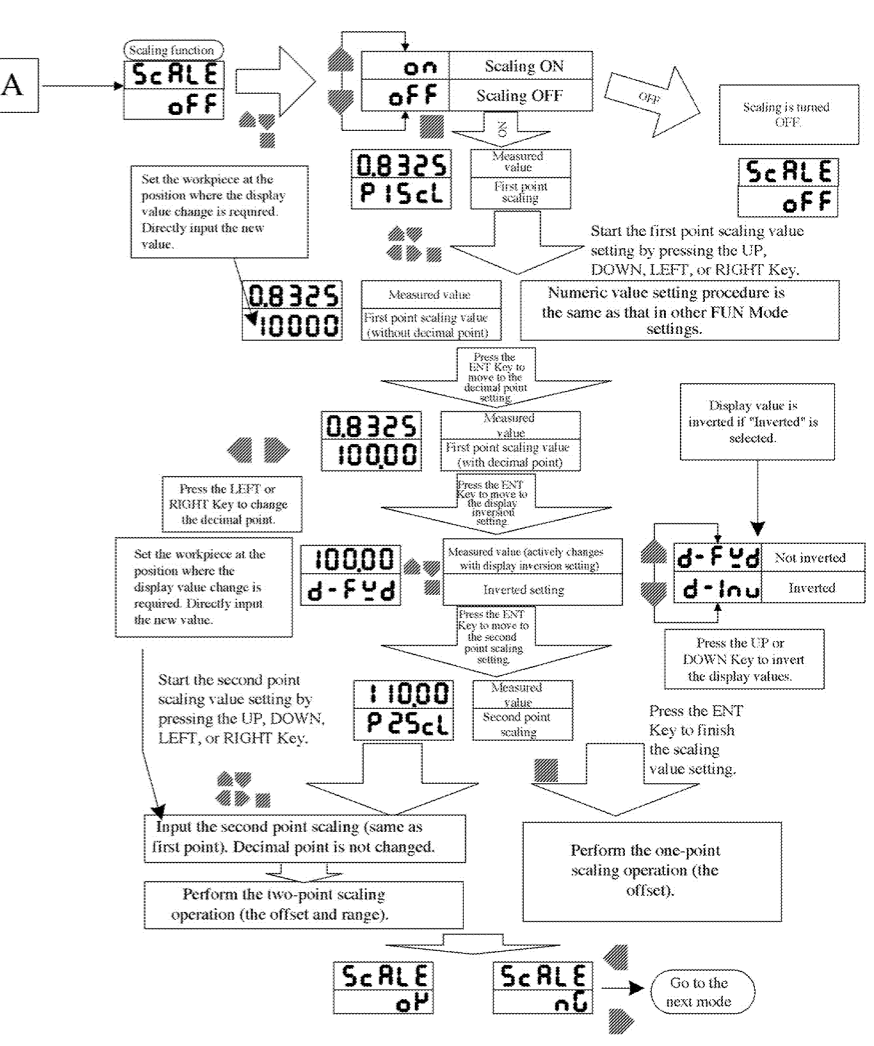 Scaling function
A
ScALE
oFF
on
Scaling ON
oFF
Scaling OFF
OFF
Scaling is turned
OFF.
ScALE
oFF
ON
0.8325
Measured
value
P1ScL
First point
scaling
Set the workpiece at the
position where the display
value change is required.
Directly input the new
value.
Start the first point scaling value
setting by pressing the UP,
DOWN, LEFT, or RIGHT Key.
0.8325
Measured value
10000
First point scaling value
(without decimal point)
Numeric value setting procedure is
the same as that in other FUN Mode
settings.
Press the
ENT Key to
move to the
decimal point
setting.
0.8325
Measured
value
100.00
First point scaling value
(with decimal point)
Display value is
inverted if "Inverted" is
selected.
Press the LEFT or
RIGHT Key to change
the decimal point.
Press the ENT
Key to move to
the display
inversion
setting.
Set the workpiece at the
position where the
display value change is
required. Directly input
the new value.
100.00
Measured value (actively changes
with display inversion setting)
d-Fyd
Inverted setting
d-Fyd
Not inverted
d-Inv
Inverted
Press the ENT
Key to move to
the second
point scaling
setting.
Press the UP or
DOWN Key to invert
the display values.
Start the second point
scaling value setting by
pressing the UP, DOWN,
LEFT, or RIGHT Key.
110.00
Measured
value
P2ScL
Second point
scaling
Press the ENT
Key to finish
the scaling
value setting.
Input the second point scaling (same as
first point). Decimal point is not changed.
Perform the two-point scaling
operation (the offset and range).
Perform the one-point
scaling operation (the
offset).
ScALE
oK
ScALE
nG
Go to the
next mode